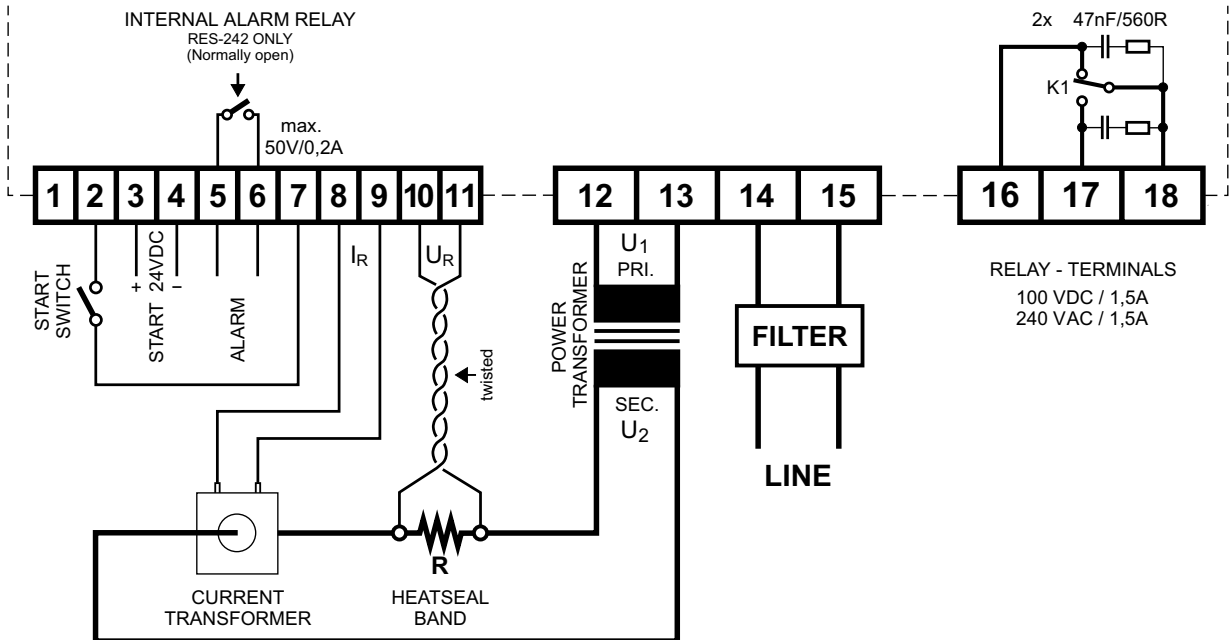 INTERNAL ALARM RELAY
RES-242 ONLY
(Normally open)
max.
50V/0,2A
2x 47nF/560R
K1
1 2 3 4 5 6 7 8 9 10 11
12 13 14 15
16 17 18
START
SWITCH
+ −
START 24VDC
ALARM
IR
UR
twisted
POWER
TRANSFORMER
U1
PRI.
SEC.
U2
FILTER
LINE
RELAY - TERMINALS
100 VDC / 1,5A
240 VAC / 1,5A
R
CURRENT
TRANSFORMER
HEATSEAL
BAND